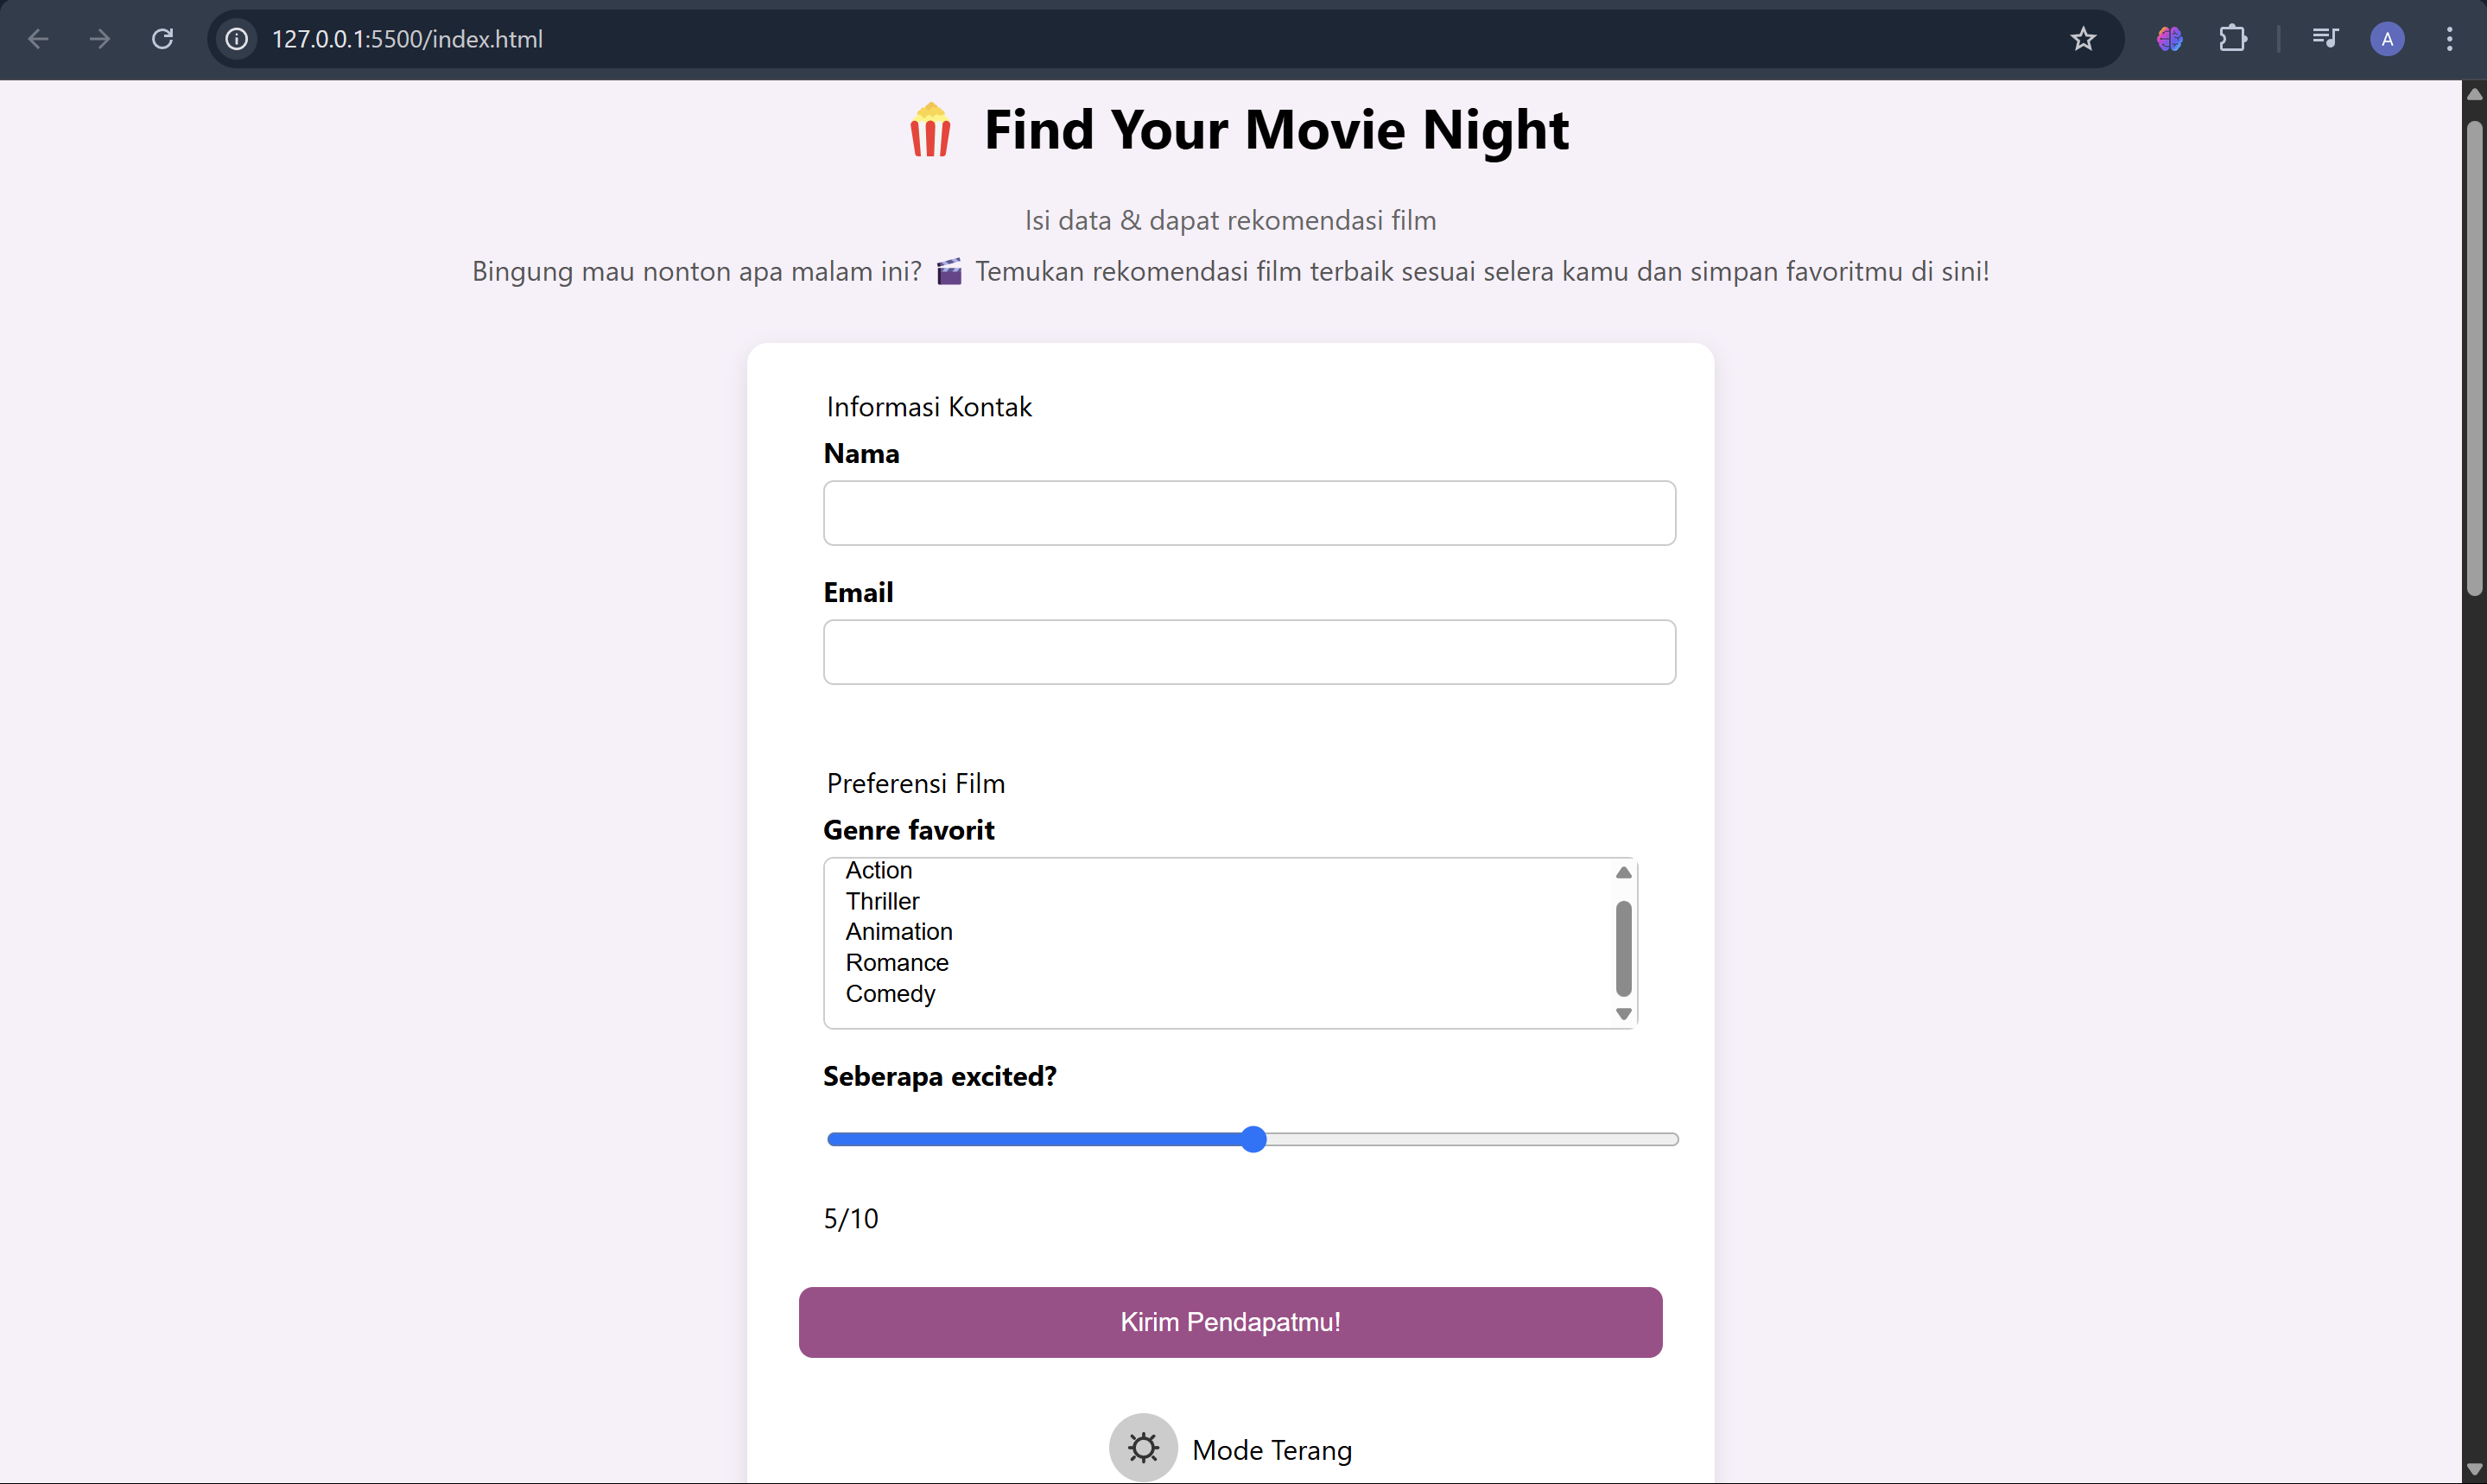 127.0.0.1:5500/index.html
A
Find Your Movie Night
Isi data & dapat rekomendasi film
Bingung mau nonton apa malam ini? 🎬 Temukan rekomendasi film terbaik sesuai selera kamu dan simpan favoritmu di sini!
Informasi Kontak
Nama
Email
Preferensi Film
Genre favorit
Action
Thriller
Animation
Romance
Comedy
Seberapa excited?
5/10
Kirim Pendapatmu!
Mode Terang